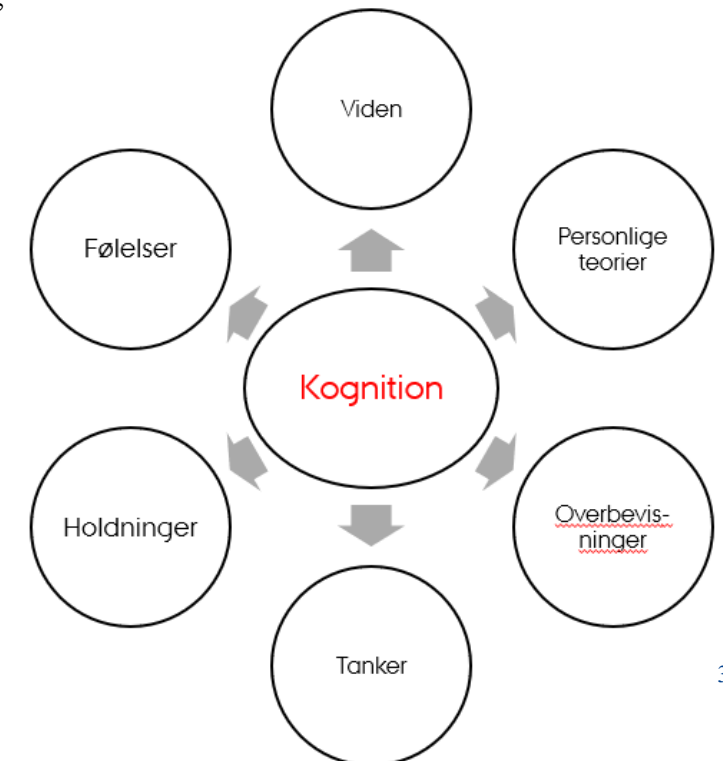 Viden
Følelser
Personlige
teorier
Kognition
Holdninger
Overbevis-
ninger
Tanker